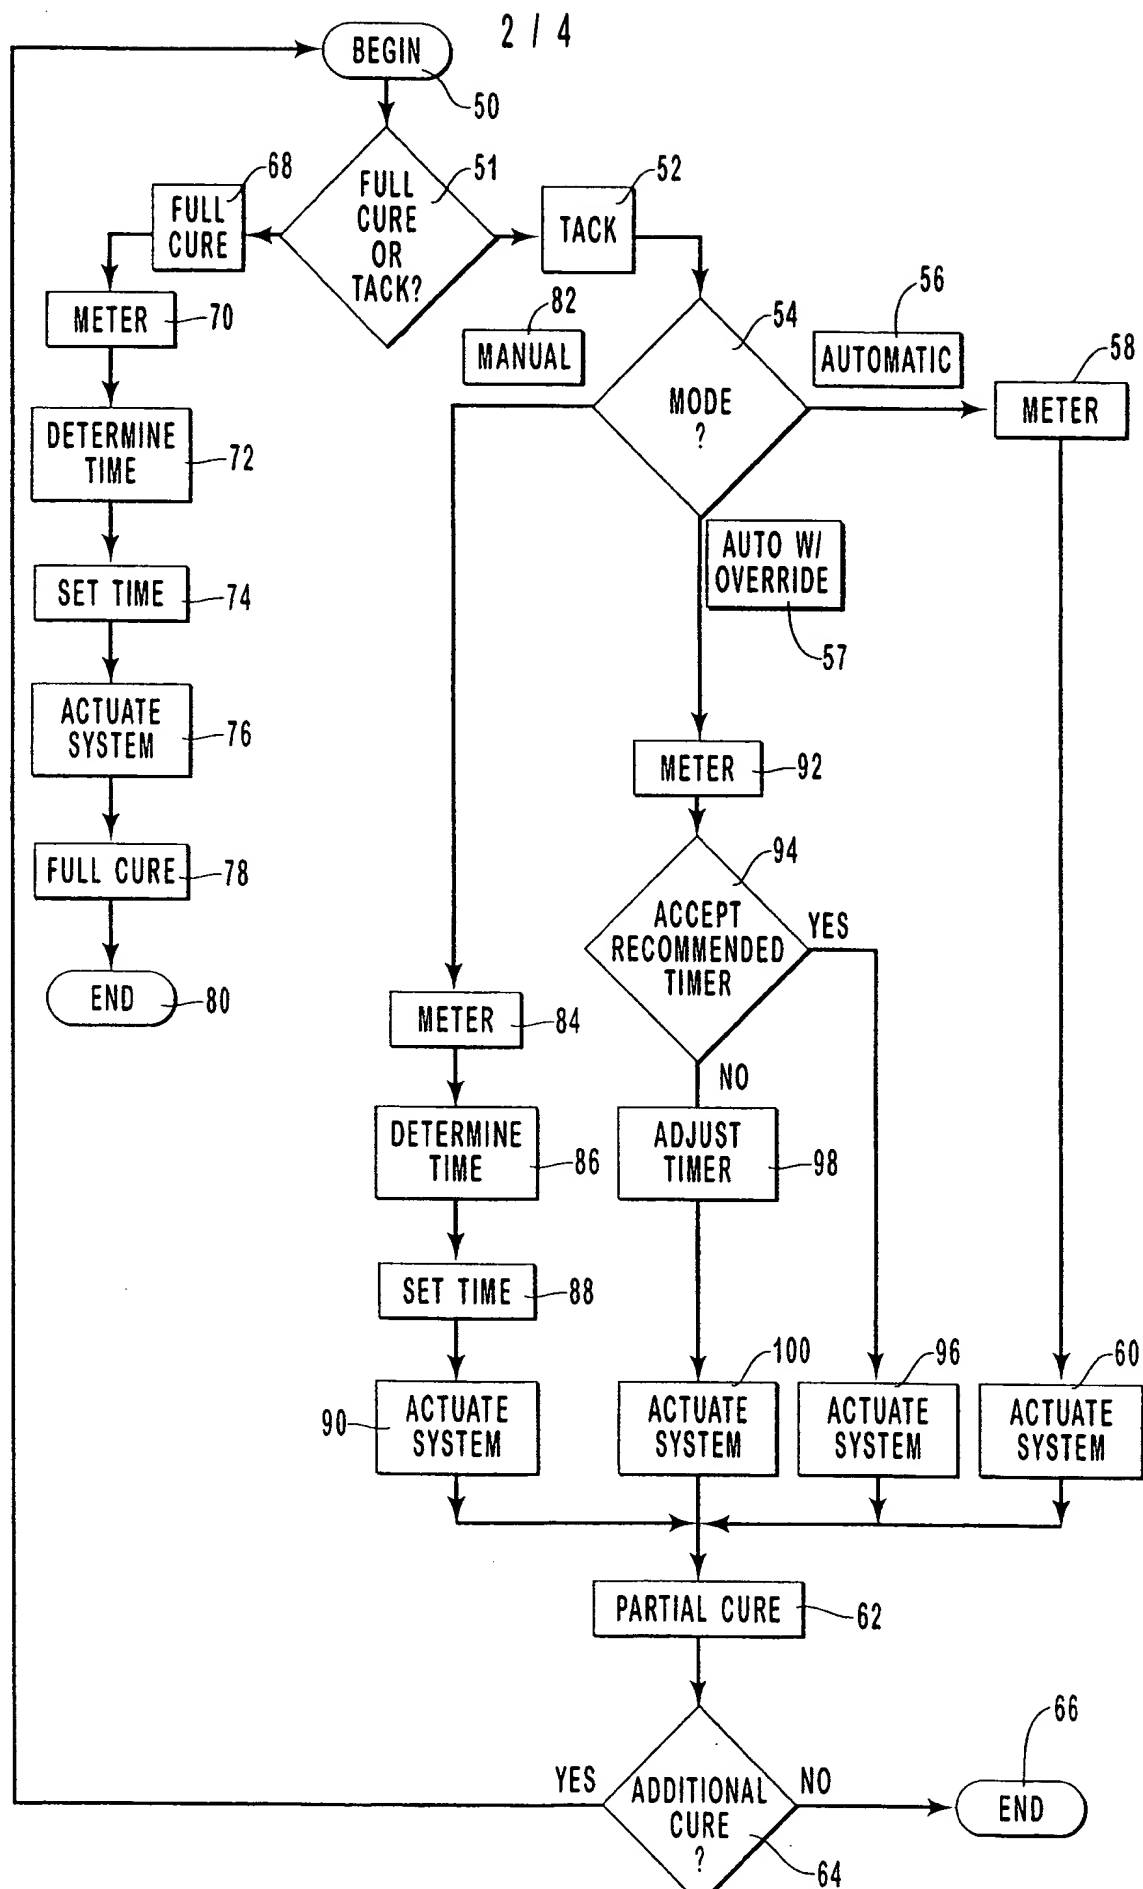 2 / 4
BEGIN
50
FULL
CURE
OR
TACK?
51
68
FULL
CURE
52
TACK
METER
70
82
MANUAL
54
MODE
?
56
AUTOMATIC
58
METER
DETERMINE
TIME
72
AUTO W/
OVERRIDE
57
SET TIME
74
ACTUATE
SYSTEM
76
METER
92
FULL CURE
78
94
ACCEPT
RECOMMENDED
TIMER
YES
NO
END
80
METER
84
DETERMINE
TIME
86
ADJUST
TIMER
98
SET TIME
88
90
ACTUATE
SYSTEM
100
ACTUATE
SYSTEM
96
ACTUATE
SYSTEM
60
ACTUATE
SYSTEM
PARTIAL CURE
62
YES
ADDITIONAL
CURE
?
64
NO
66
END